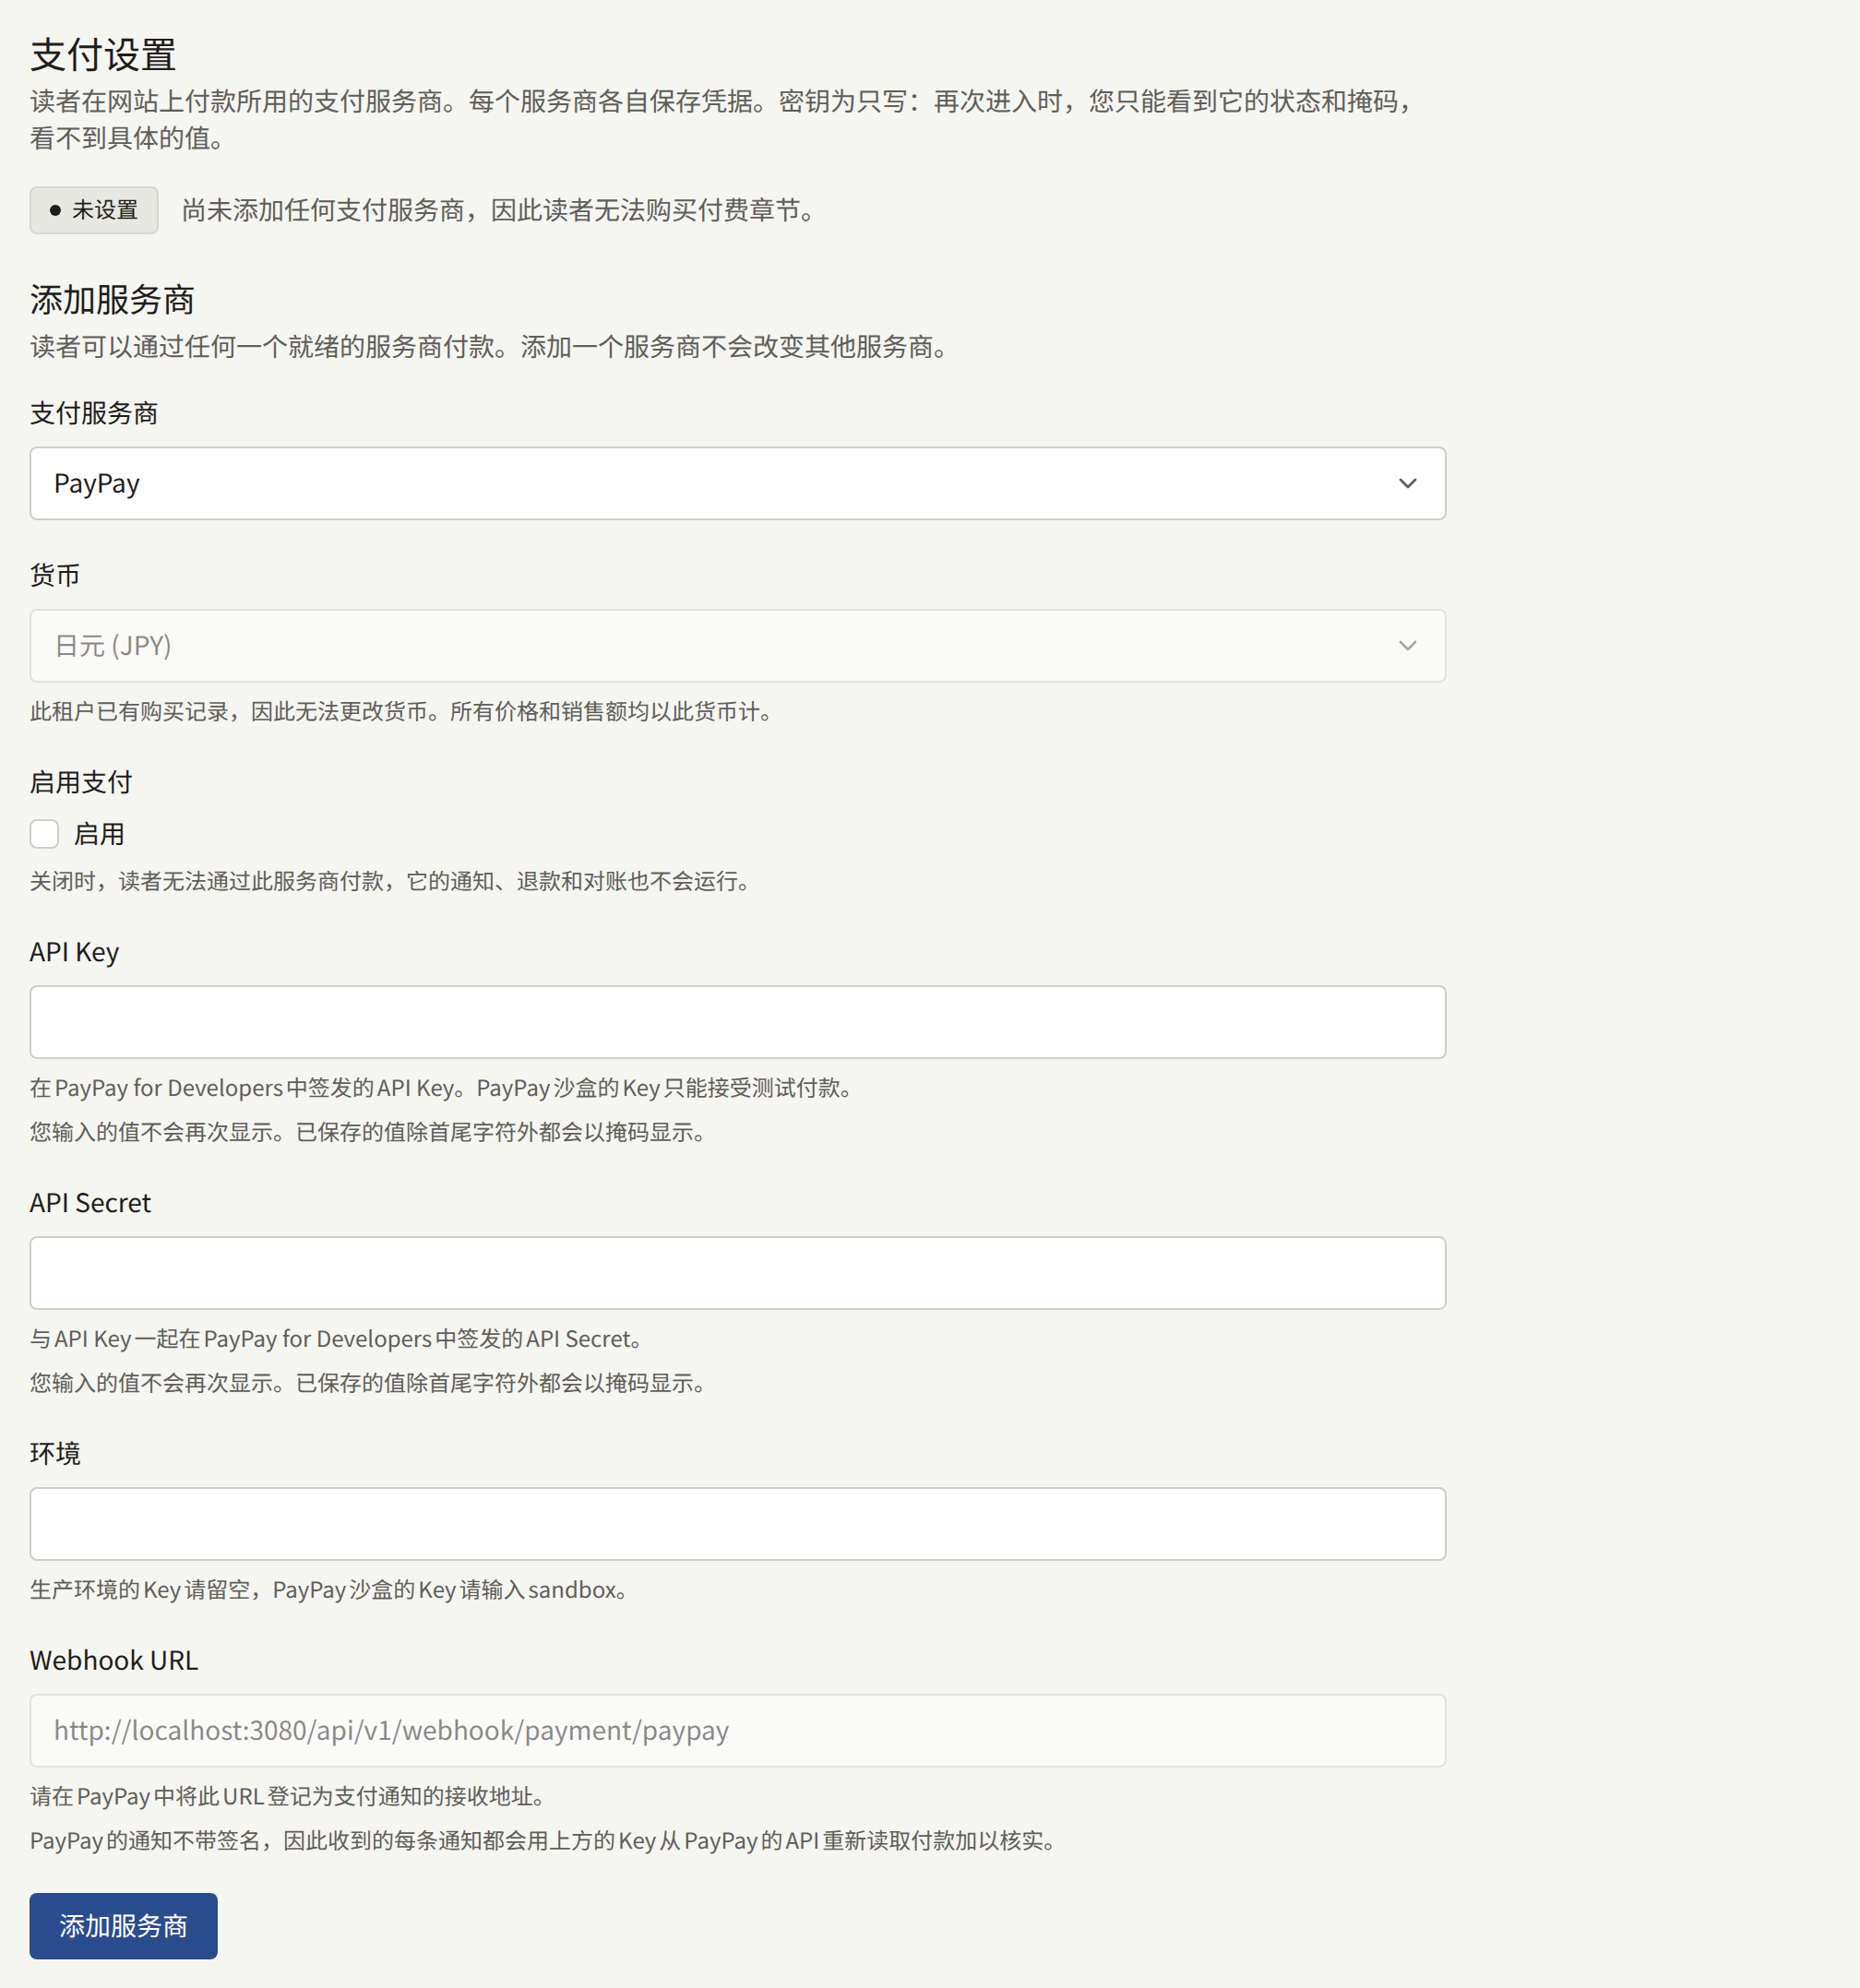 支付设置
读者在网站上付款所用的支付服务商。每个服务商各自保存凭据。密钥为只写：再次进入时，您只能看到它的状态和掩码，
看不到具体的值。
未设置 尚未添加任何支付服务商，因此读者无法购买付费章节。
添加服务商
读者可以通过任何一个就绪的服务商付款。添加一个服务商不会改变其他服务商。
支付服务商
PayPay
货币
日元 (JPY)
此租户已有购买记录，因此无法更改货币。所有价格和销售额均以此货币计。
启用支付
启用
关闭时，读者无法通过此服务商付款，它的通知、退款和对账也不会运行。
API Key
在 PayPay for Developers 中签发的 API Key。PayPay 沙盒的 Key 只能接受测试付款。
您输入的值不会再次显示。已保存的值除首尾字符外都会以掩码显示。
API Secret
与 API Key 一起在 PayPay for Developers 中签发的 API Secret。
您输入的值不会再次显示。已保存的值除首尾字符外都会以掩码显示。
环境
生产环境的 Key 请留空，PayPay 沙盒的 Key 请输入 sandbox。
Webhook URL
http://localhost:3080/api/v1/webhook/payment/paypay
请在 PayPay 中将此 URL 登记为支付通知的接收地址。
PayPay 的通知不带签名，因此收到的每条通知都会用上方的 Key 从 PayPay 的 API 重新读取付款加以核实。
添加服务商